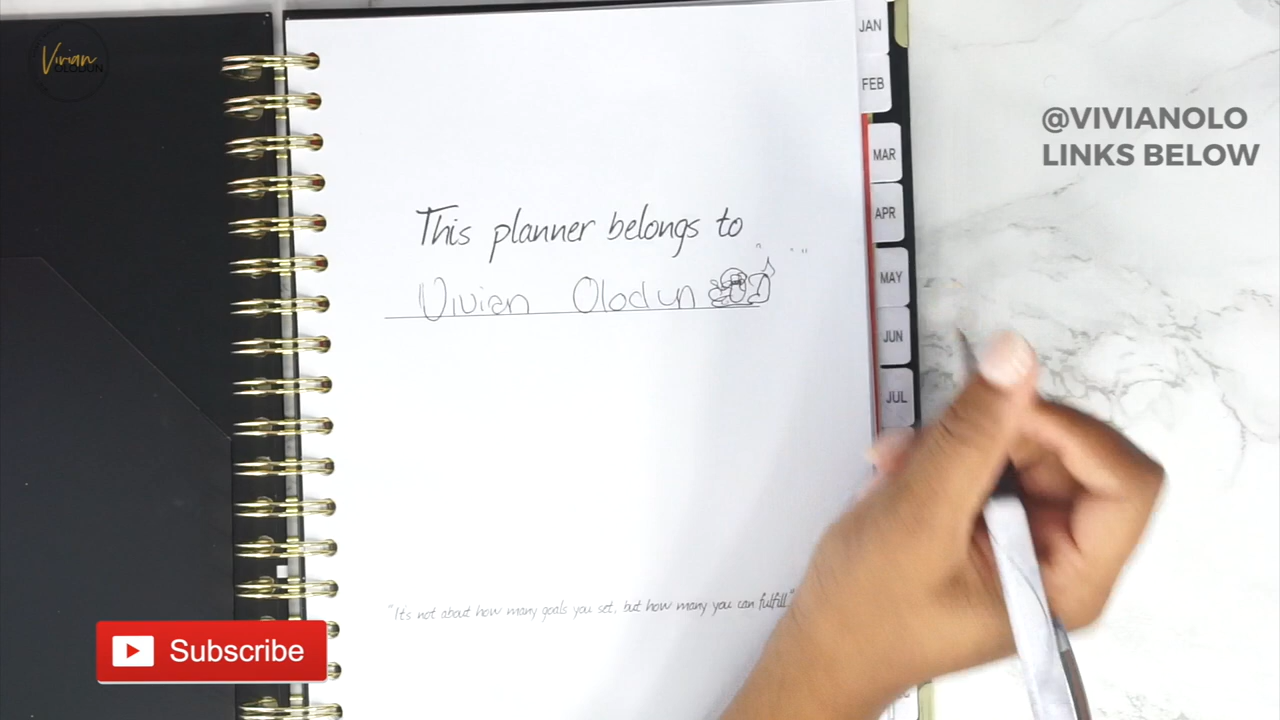 Vivian
OLODUN
JAN
FEB
MAR
APR
MAY
JUN
JUL
@VIVIANOLO
LINKS BELOW
This planner belongs to
Vivian Olodun
"It's not about how many goals you set, but how many you can fulfill"
Subscribe